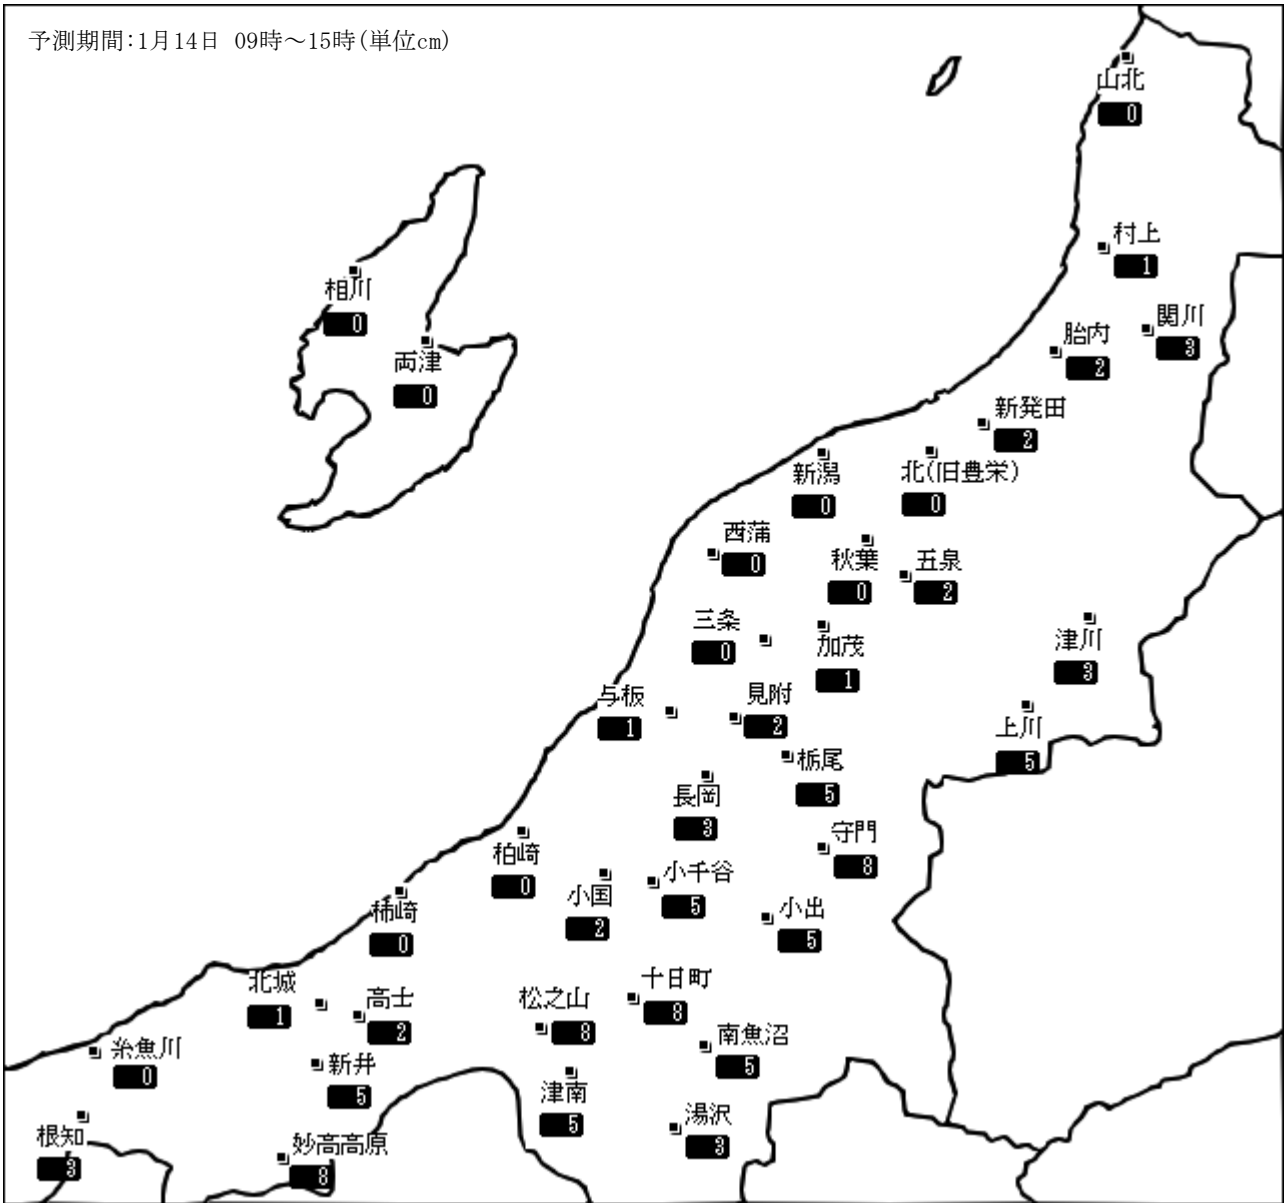 予測期間：1月14日 09時～15時(単位cm)
山北
0
村上
1
関川
3
胎内
2
相川
0
両津
0
新発田
2
新潟
0
北(旧豊栄)
0
西蒲
0
秋葉
0
五泉
2
三条
0
加茂
1
津川
3
与板
1
見附
2
上川
5
栃尾
5
長岡
3
守門
8
柏崎
0
小国
2
小千谷
5
小出
5
柿崎
0
北城
1
高士
2
松之山
8
十日町
8
南魚沼
5
糸魚川
0
新井
5
津南
5
湯沢
3
根知
3
妙高高原
8